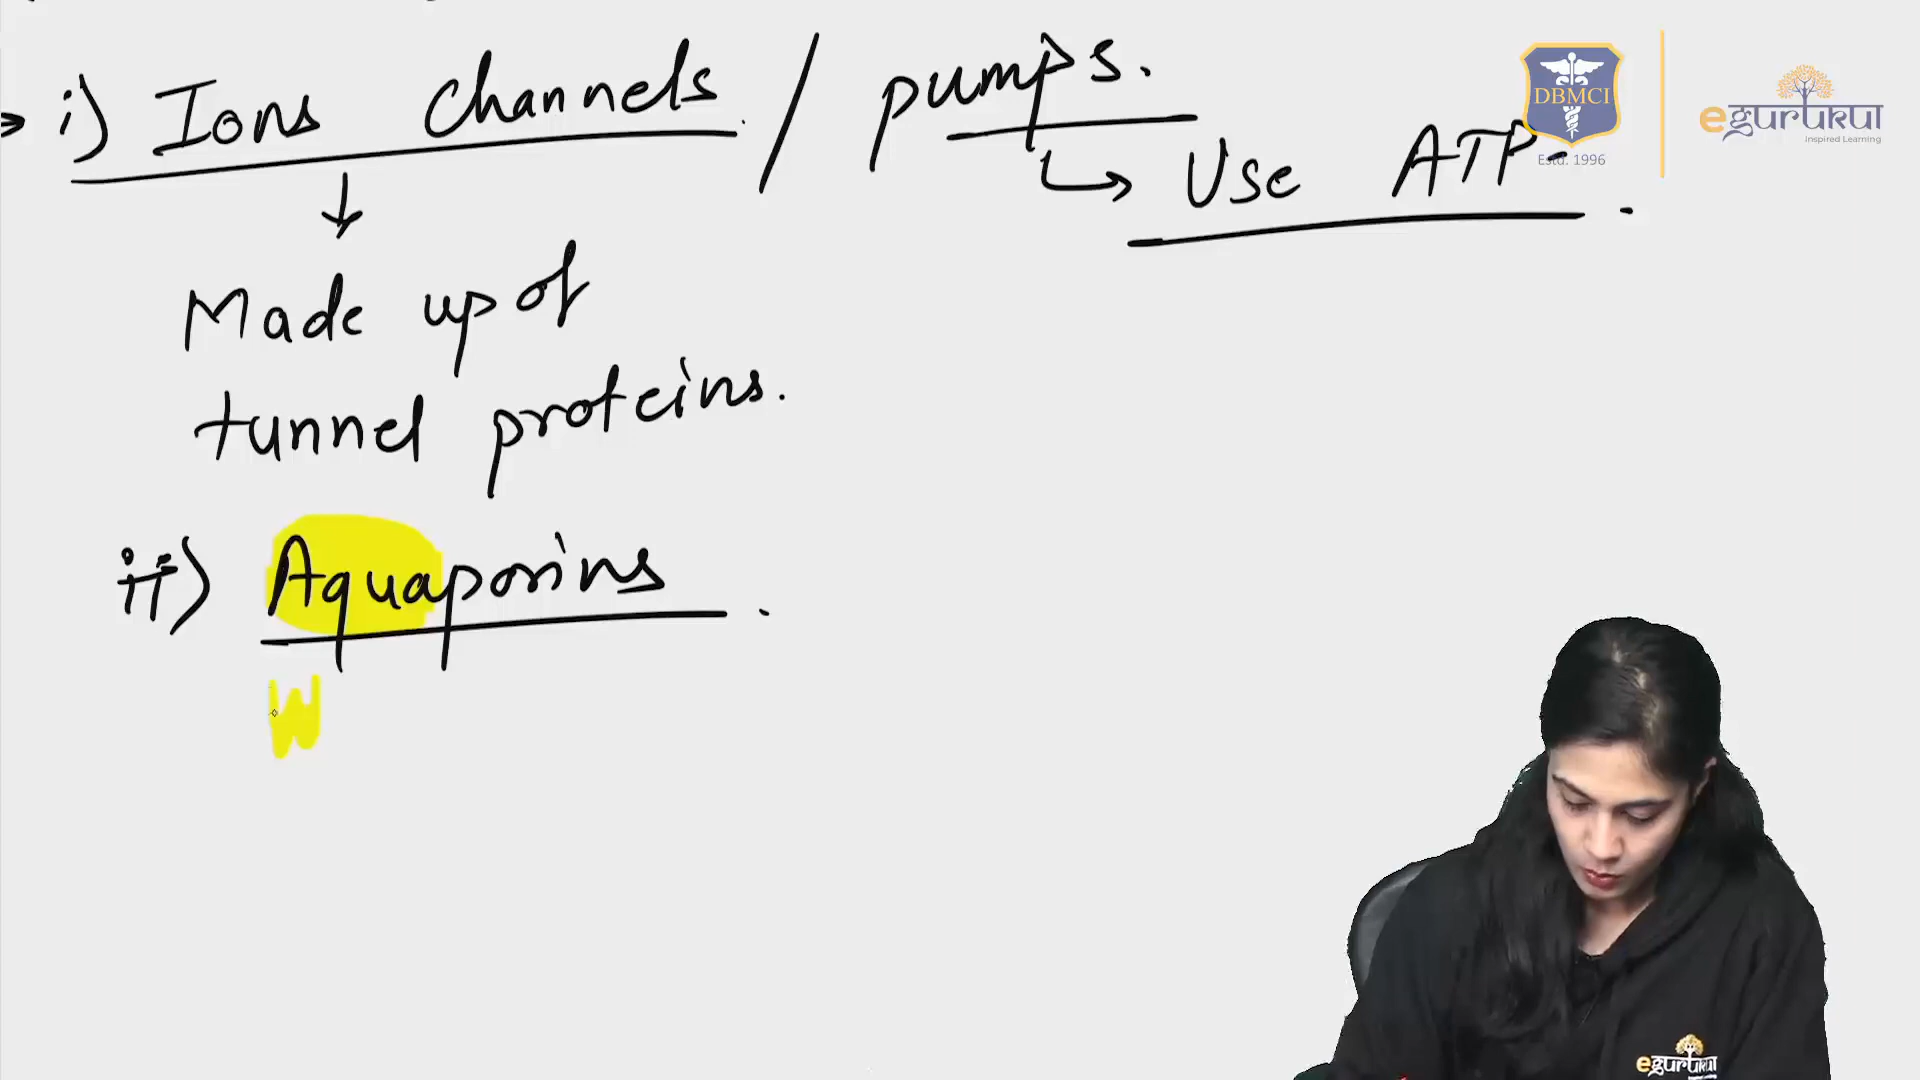 i) Ions channels / pumps.
Use ATP
Made up of
tunnel proteins.
ii) Aquaporins
W
DBMCI
Estd. 1996
egurukul
Inspired Learning
egurukul